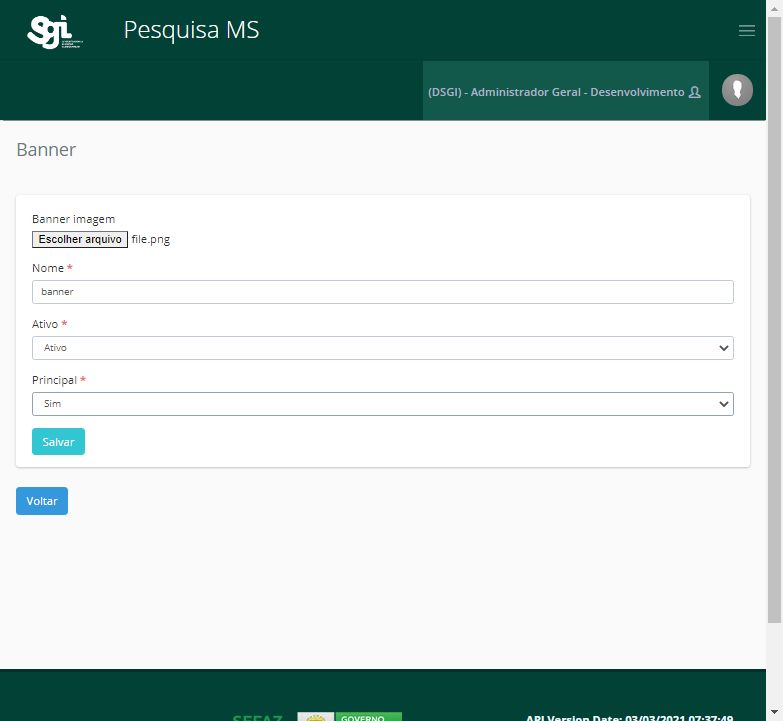 Sgi
Pesquisa MS
(DSGI) - Administrador Geral - Desenvolvimento
Banner
Banner imagem
Escolher arquivo file.png
Nome *
banner
Ativo *
Ativo
Principal *
Sim
Salvar
Voltar
SEFAZ
GOVERNO
API Version Date: 03/03/2021 07:37:49